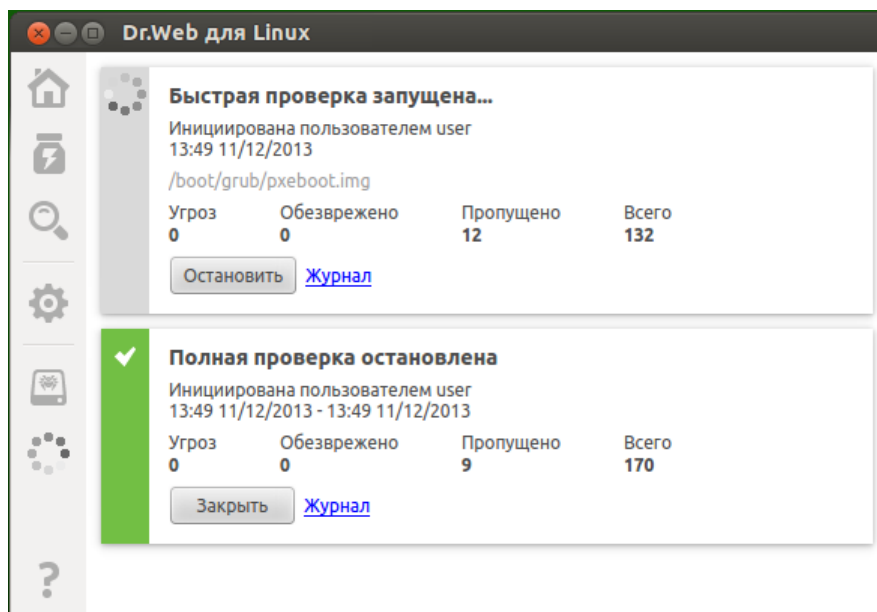 Dr.Web для Linux
Быстрая проверка запущена...
Инициирована пользователем user
13:49 11/12/2013
/boot/grub/pxeboot.img
Угроз Обезврежено Пропущено Всего
0 0 12 132
Остановить Журнал
Полная проверка остановлена
Инициирована пользователем user
13:49 11/12/2013 - 13:49 11/12/2013
Угроз Обезврежено Пропущено Всего
0 0 9 170
Закрыть Журнал
?